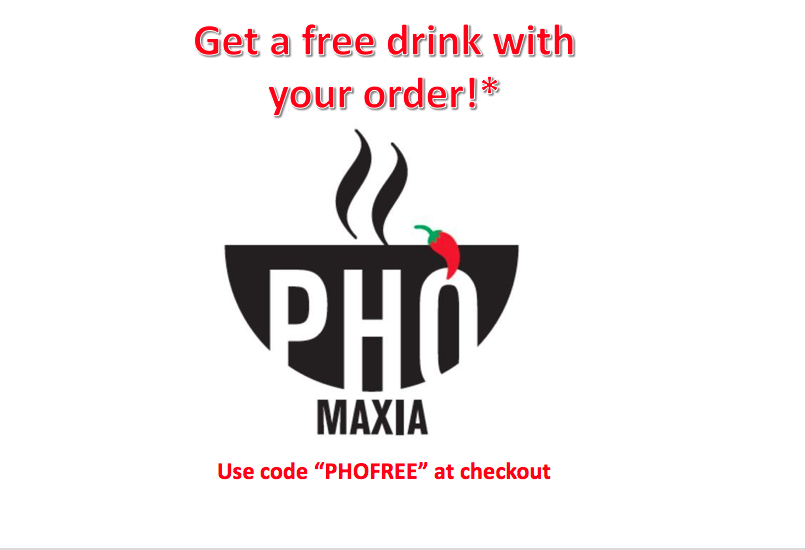 Get a free drink with
your order!*
PHO
MAXIA
Use code “PHOFREE” at checkout